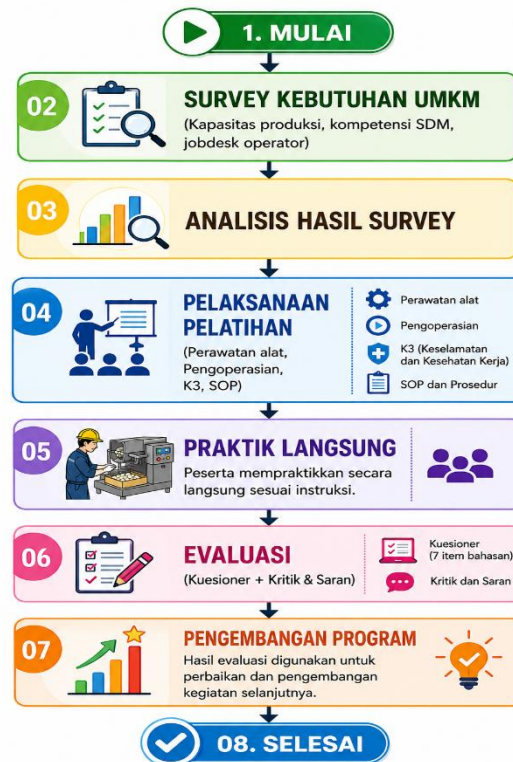 1. MULAI
02
SURVEY KEBUTUHAN UMKM
(Kapasitas produksi, kompetensi SDM,
jobdesk operator)
03
ANALISIS HASIL SURVEY
04
PELAKSANAAN
PELATIHAN
(Perawatan alat,
Pengoperasian,
K3, SOP)
Perawatan alat
Pengoperasian
K3 (Keselamatan
dan Kesehatan Kerja)
SOP dan Prosedur
05
PRAKTIK LANGSUNG
Peserta mempraktikkan secara
langsung sesuai instruksi.
06
EVALUASI
(Kuesioner + Kritik & Saran)
Kuesioner
(7 item bahasan)
Kritik dan Saran
07
PENGEMBANGAN PROGRAM
Hasil evaluasi digunakan untuk
perbaikan dan pengembangan
kegiatan selanjutnya.
08. SELESAI